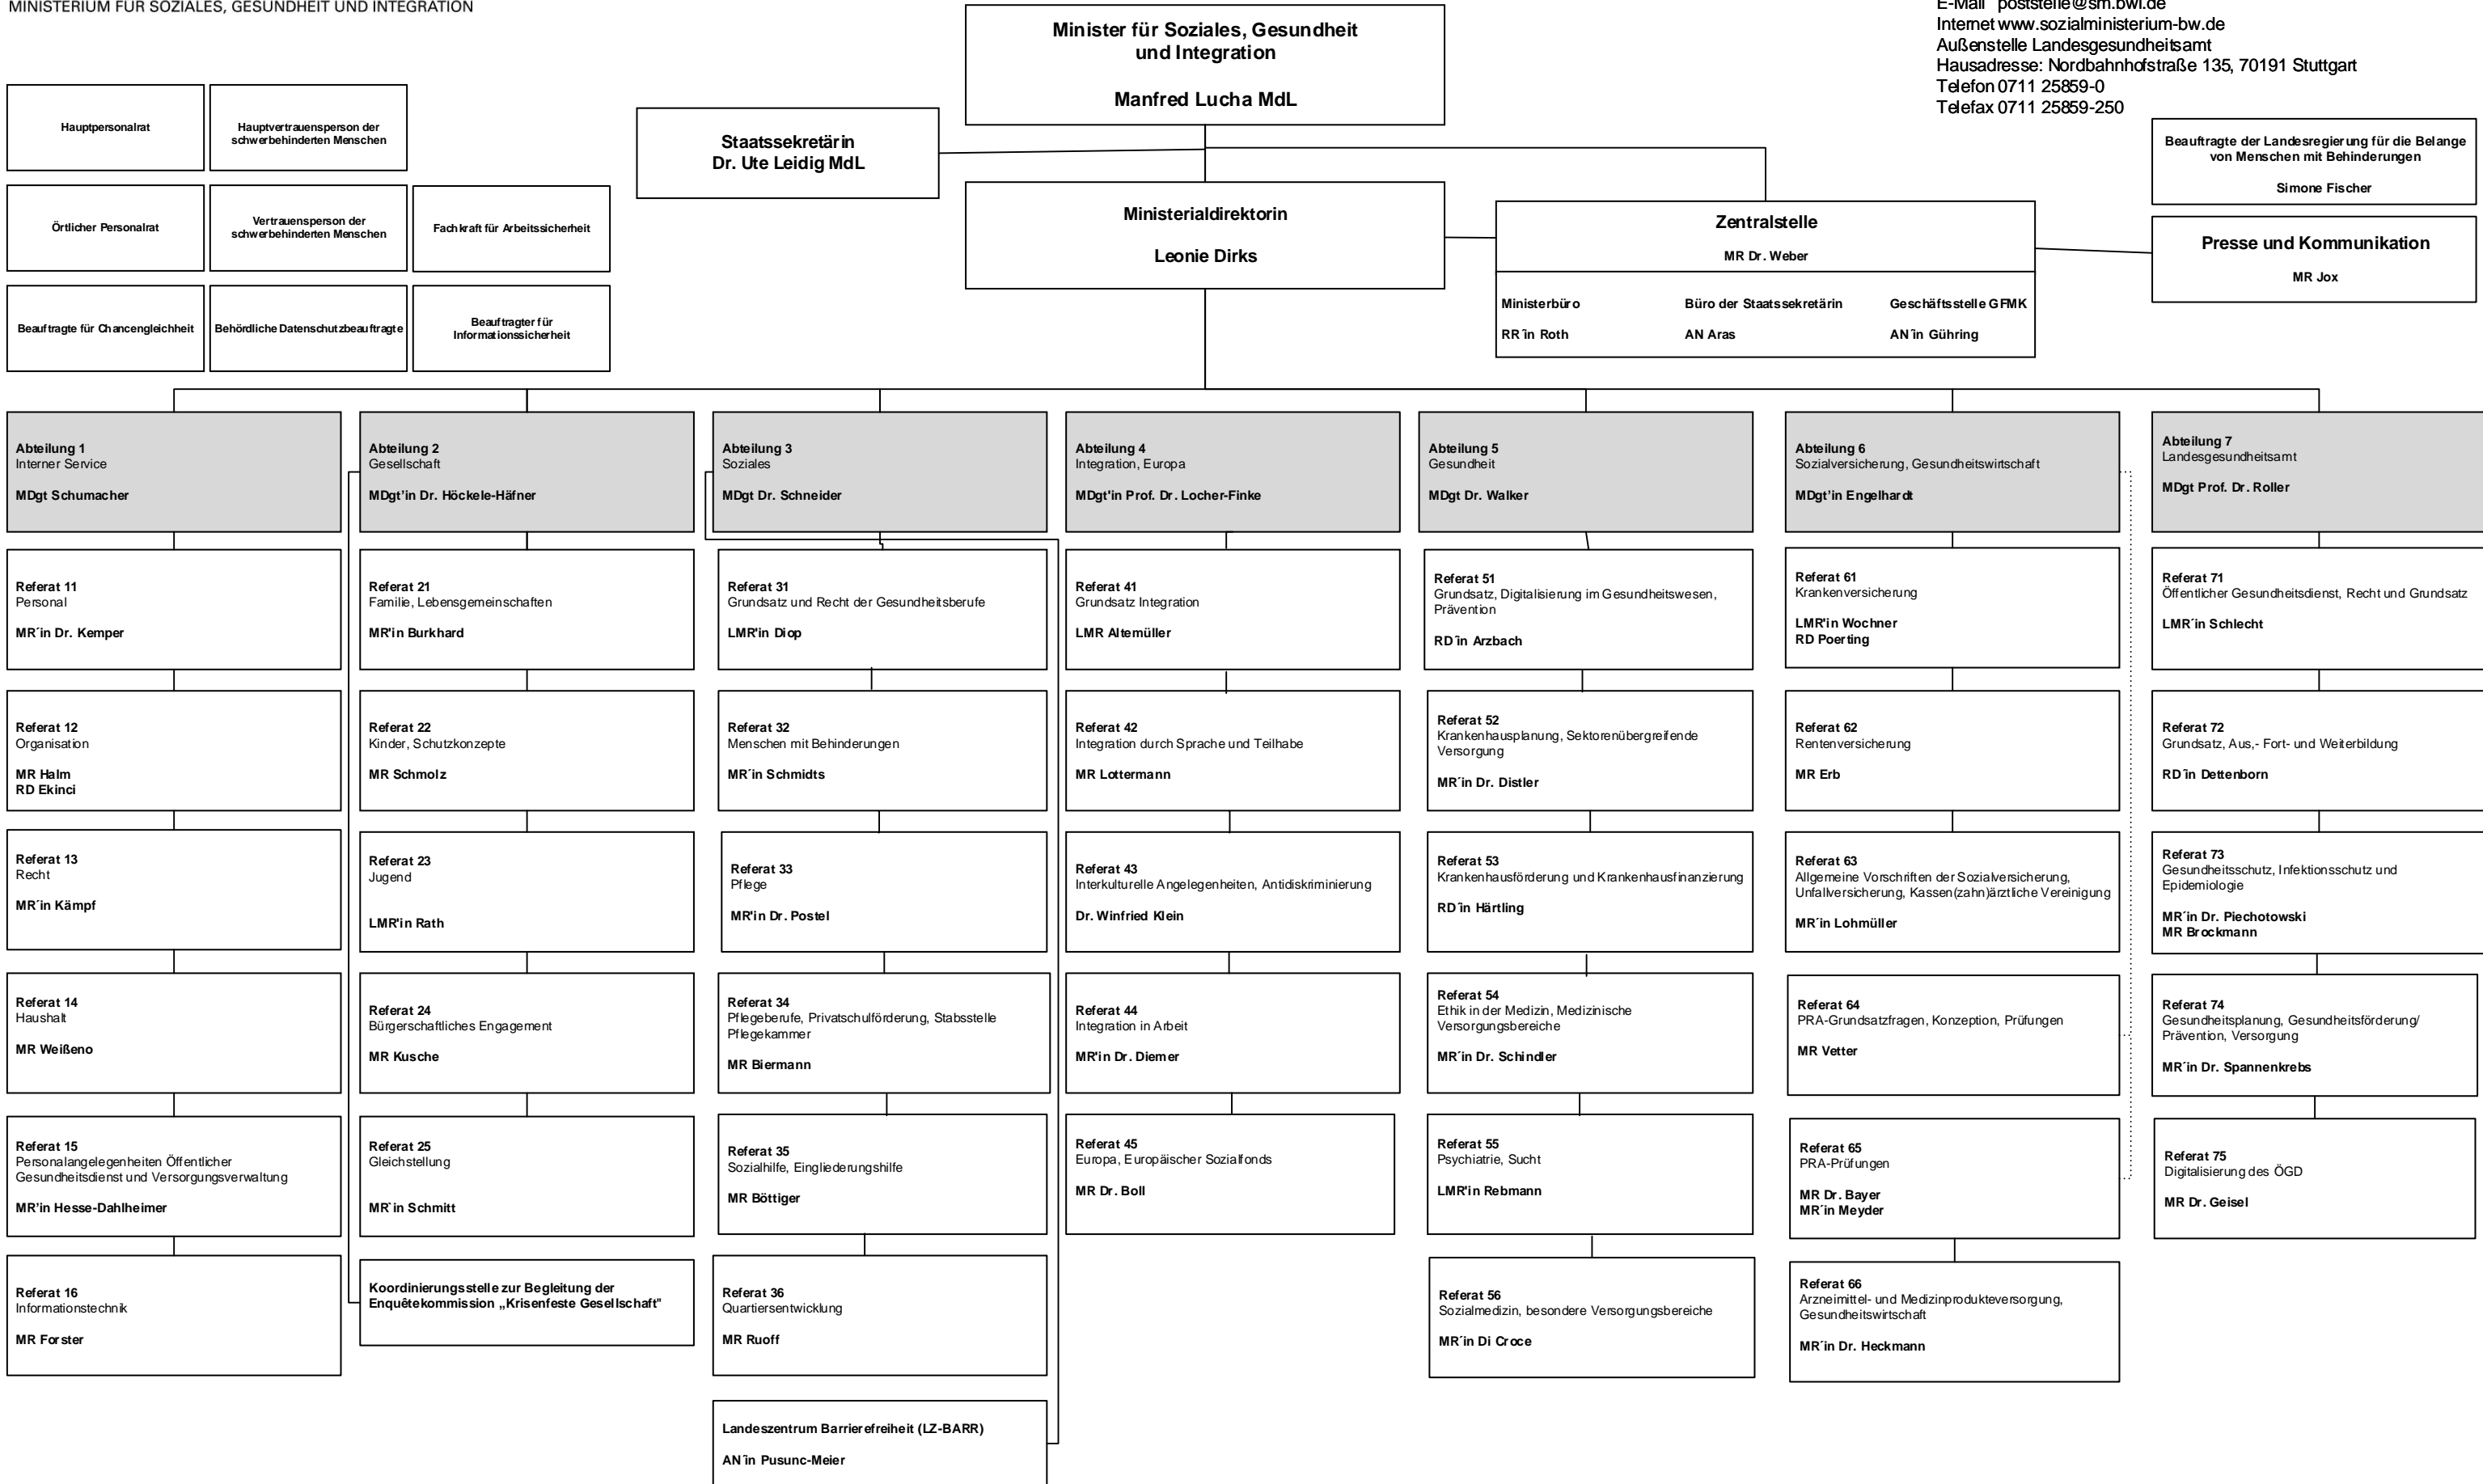 MINISTERIUM FÜR SOZIALES, GESUNDHEIT UND INTEGRATION
Minister für Soziales, Gesundheit
und Integration
Manfred Lucha MdL
E-Mail poststelle@sm.bwl.de
Internet www.sozialministerium-bw.de
Außenstelle Landesgesundheitsamt
Hausadresse: Nordbahnhofstraße 135, 70191 Stuttgart
Telefon 0711 25859-0
Telefax 0711 25859-250
Hauptpersonalrat
Hauptvertrauensperson der
schwerbehinderten Menschen
Örtlicher Personalrat
Vertrauensperson der
schwerbehinderten Menschen
Fachkraft für Arbeitssicherheit
Beauftragte für Chancengleichheit
Behördliche Datenschutzbeauftragte
Beauftragter für
Informationssicherheit
Staatssekretärin
Dr. Ute Leidig MdL
Ministerialdirektorin
Leonie Dirks
Zentralstelle
MR Dr. Weber
Ministerbüro
RR´in Roth
Büro der Staatssekretärin
AN Aras
Geschäftsstelle GFMK
AN´in Gühring
Beauftragte der Landesregierung für die Belange
von Menschen mit Behinderungen
Simone Fischer
Presse und Kommunikation
MR Jox
Abteilung 1
Interner Service
MDgt Schumacher
Referat 11
Personal
MR´in Dr. Kemper
Referat 12
Organisation
MR Halm
RD Ekinci
Referat 13
Recht
MR´in Kämpf
Referat 14
Haushalt
MR Weißeno
Referat 15
Personalangelegenheiten Öffentlicher
Gesundheitsdienst und Versorgungsverwaltung
MR'in Hesse-Dahlheimer
Referat 16
Informationstechnik
MR Forster
Abteilung 2
Gesellschaft
MDgt'in Dr. Höckele-Häfner
Referat 21
Familie, Lebensgemeinschaften
MR'in Burkhard
Referat 22
Kinder, Schutzkonzepte
MR Schmolz
Referat 23
Jugend
LMR'in Rath
Referat 24
Bürgerschaftliches Engagement
MR Kusche
Referat 25
Gleichstellung
MR`in Schmitt
Koordinierungsstelle zur Begleitung der
Enquêtekommission „Krisenfeste Gesellschaft"
Abteilung 3
Soziales
MDgt Dr. Schneider
Referat 31
Grundsatz und Recht der Gesundheitsberufe
LMR'in Diop
Referat 32
Menschen mit Behinderungen
MR´in Schmidts
Referat 33
Pflege
MR'in Dr. Postel
Referat 34
Pflegeberufe, Privatschulförderung, Stabsstelle
Pflegekammer
MR Biermann
Referat 35
Sozialhilfe, Eingliederungshilfe
MR Böttiger
Referat 36
Quartiersentwicklung
MR Ruoff
Landeszentrum Barrierefreiheit (LZ-BARR)
AN´in Pusunc-Meier
Abteilung 4
Integration, Europa
MDgt'in Prof. Dr. Locher-Finke
Referat 41
Grundsatz Integration
LMR Altemüller
Referat 42
Integration durch Sprache und Teilhabe
MR Lottermann
Referat 43
Interkulturelle Angelegenheiten, Antidiskriminierung
Dr. Winfried Klein
Referat 44
Integration in Arbeit
MR'in Dr. Diemer
Referat 45
Europa, Europäischer Sozialfonds
MR Dr. Boll
Abteilung 5
Gesundheit
MDgt Dr. Walker
Referat 51
Grundsatz, Digitalisierung im Gesundheitswesen,
Prävention
RD´in Arzbach
Referat 52
Krankenhausplanung, Sektorenübergreifende
Versorgung
MR´in Dr. Distler
Referat 53
Krankenhausförderung und Krankenhausfinanzierung
RD´in Härtling
Referat 54
Ethik in der Medizin, Medizinische
Versorgungsbereiche
MR´in Dr. Schindler
Referat 55
Psychiatrie, Sucht
LMR'in Rebmann
Referat 56
Sozialmedizin, besondere Versorgungsbereiche
MR´in Di Croce
Abteilung 6
Sozialversicherung, Gesundheitswirtschaft
MDgt'in Engelhardt
Referat 61
Krankenversicherung
LMR'in Wochner
RD Poerting
Referat 62
Rentenversicherung
MR Erb
Referat 63
Allgemeine Vorschriften der Sozialversicherung,
Unfallversicherung, Kassen(zahn)ärztliche Vereinigung
MR´in Lohmüller
Referat 64
PRA-Grundsatzfragen, Konzeption, Prüfungen
MR Vetter
Referat 65
PRA-Prüfungen
MR Dr. Bayer
MR´in Meyder
Referat 66
Arzneimittel- und Medizinprodukteversorgung,
Gesundheitswirtschaft
MR´in Dr. Heckmann
Abteilung 7
Landesgesundheitsamt
MDgt Prof. Dr. Roller
Referat 71
Öffentlicher Gesundheitsdienst, Recht und Grundsatz
LMR´in Schlecht
Referat 72
Grundsatz, Aus,- Fort- und Weiterbildung
RD´in Dettenborn
Referat 73
Gesundheitsschutz, Infektionsschutz und
Epidemiologie
MR´in Dr. Piechotowski
MR Brockmann
Referat 74
Gesundheitsplanung, Gesundheitsförderung/
Prävention, Versorgung
MR´in Dr. Spannenkrebs
Referat 75
Digitalisierung des ÖGD
MR Dr. Geisel